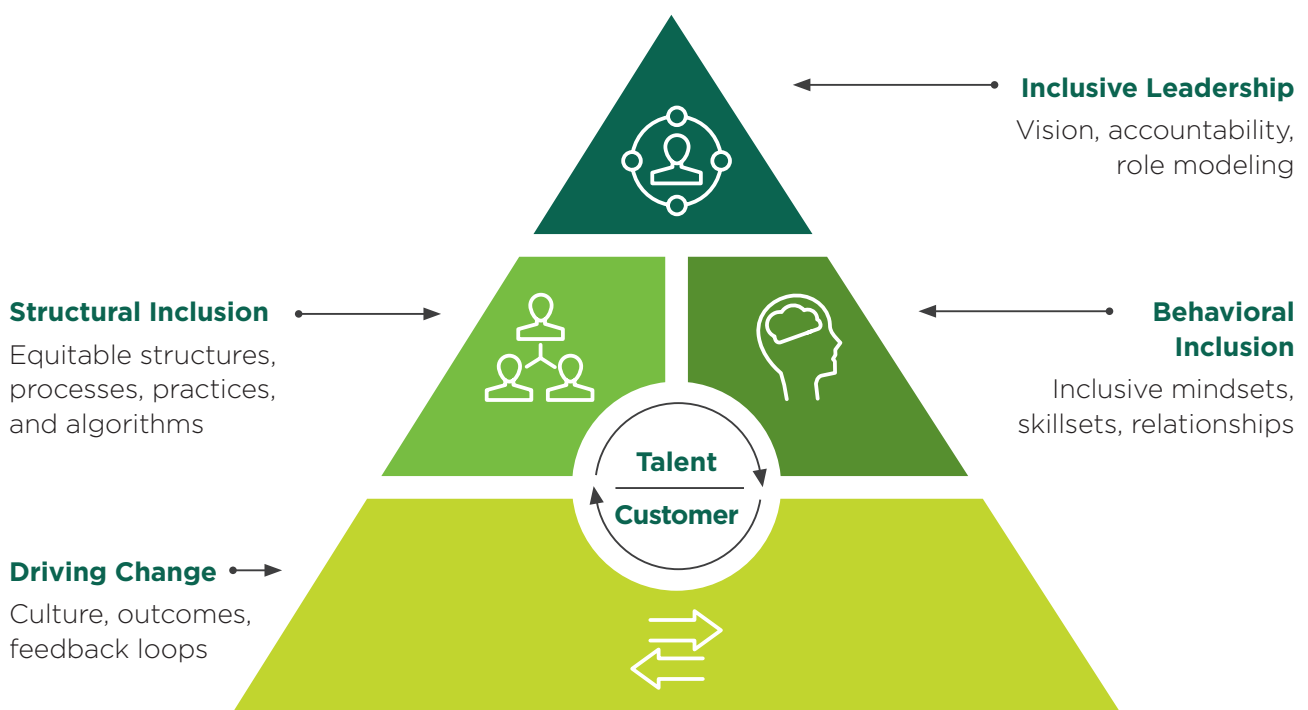 Inclusive Leadership
Vision, accountability,
role modeling
Structural Inclusion
Equitable structures,
processes, practices,
and algorithms
Behavioral
Inclusion
Inclusive mindsets,
skillsets, relationships
Talent
Customer
Driving Change
Culture, outcomes,
feedback loops